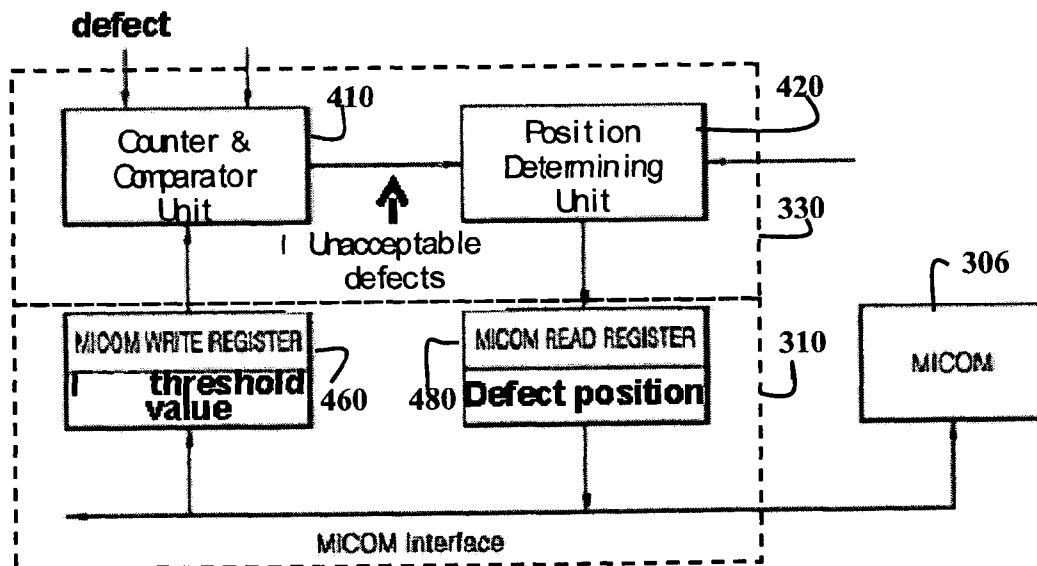 defect
410
420
Counter &
Comparator
Unit
Position
Determining
Unit
330
Unacceptable
defects
306
MICOM WRITE REGISTER
threshold
value
460
480
MICOM READ REGISTER
Defect position
310
MICOM
MICOM Interface